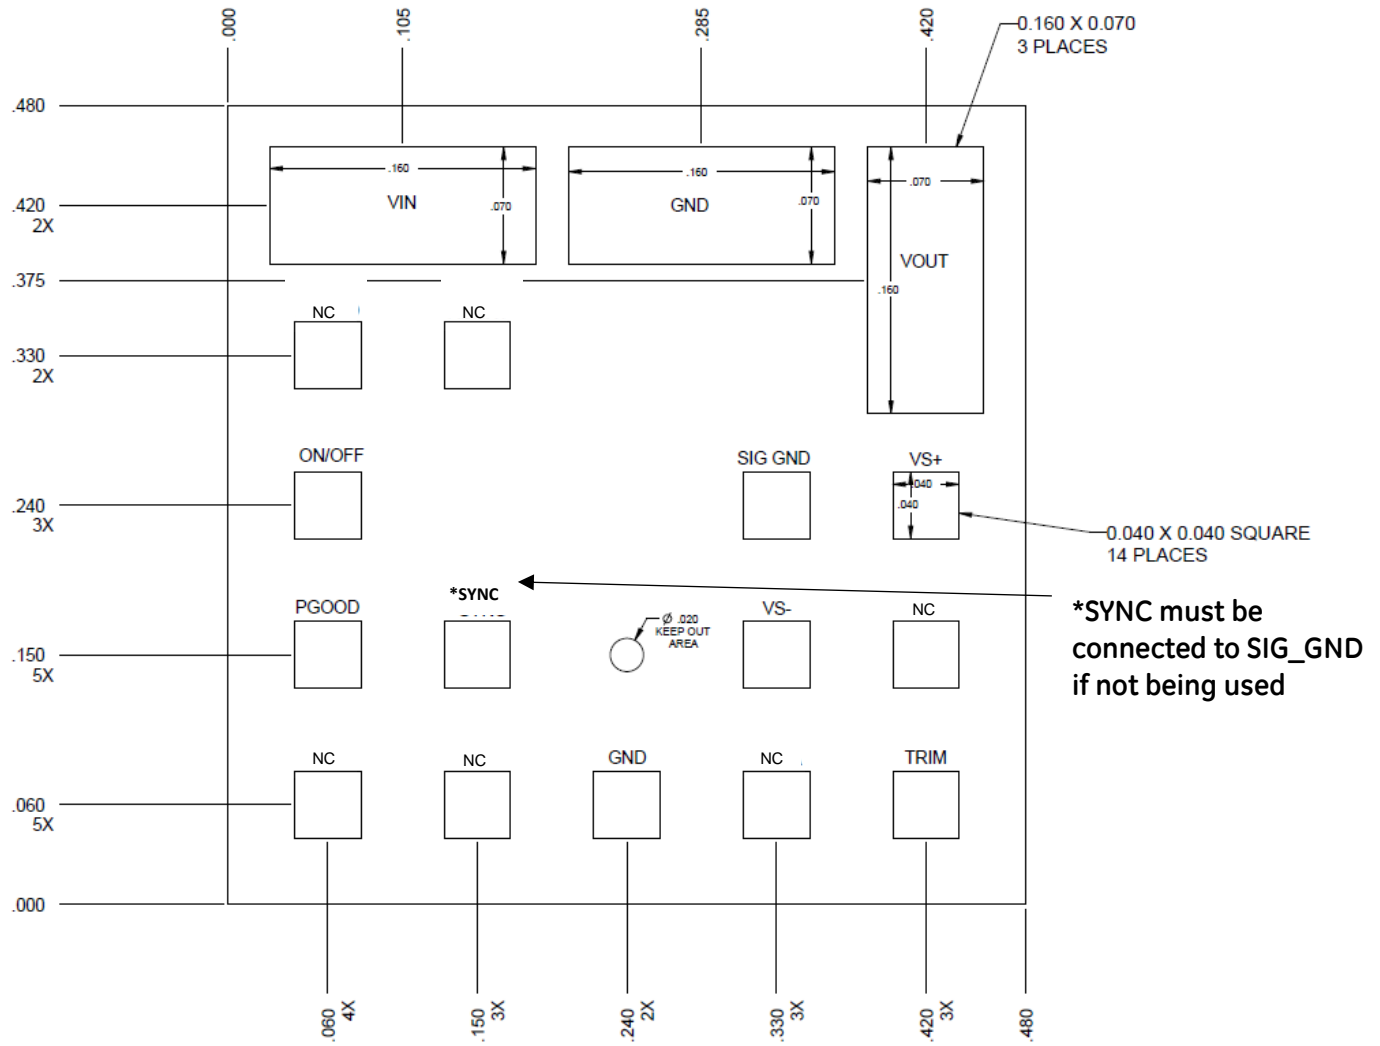 .000
.105
.285
.420
0.160 X 0.070
3 PLACES
.480
.160
.160
.070
VIN
.070
GND
.070
.420
2X
VOUT
.375
.160
NC
NC
.330
2X
ON/OFF
SIG GND
VS+
.040
.040
.240
3X
0.040 X 0.040 SQUARE
14 PLACES
*SYNC
*SYNC must be
connected to SIG_GND
if not being used
PGOOD
Ø .020
KEEP OUT
AREA
VS-
NC
.150
5X
NC
NC
GND
NC
TRIM
.060
5X
.000
.060
4X
.150
3X
.240
2X
.330
3X
.420
3X
.480